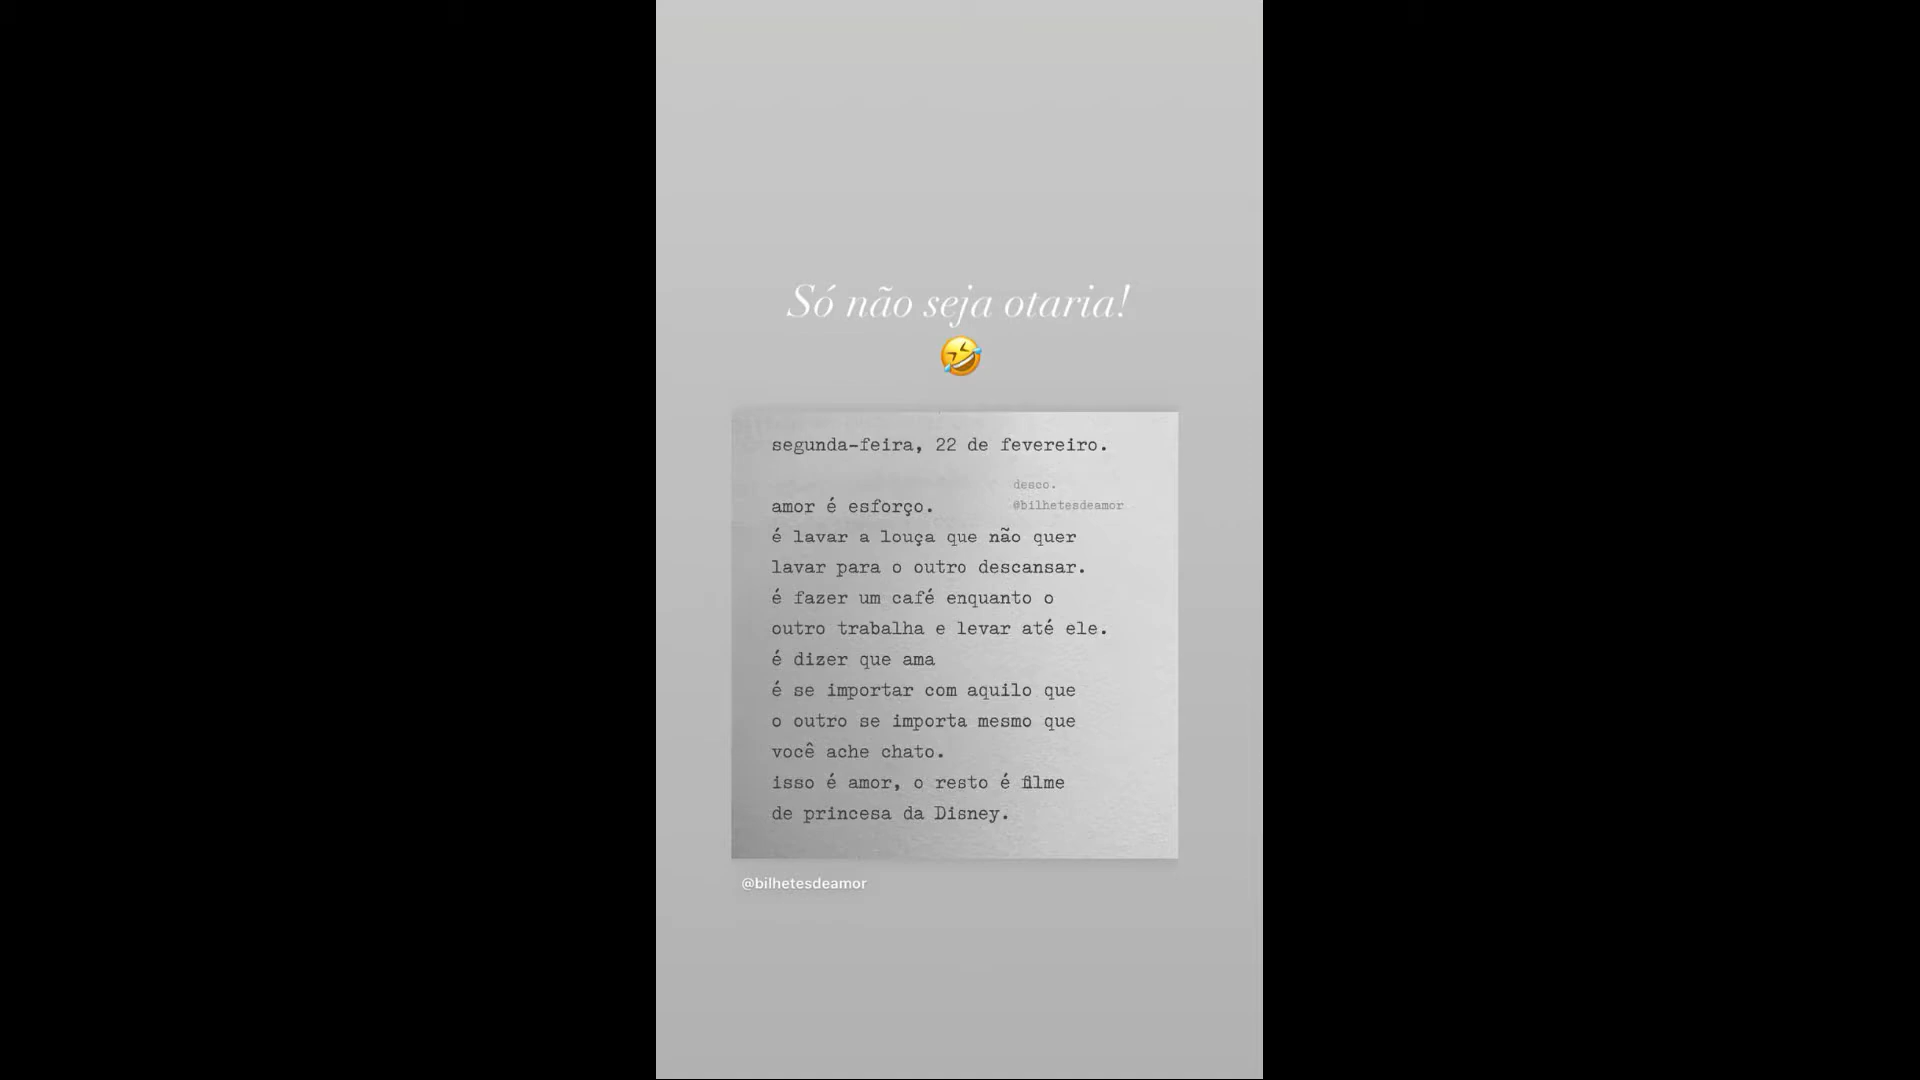 Só não seja otaria!
🤣
segunda-feira, 22 de fevereiro.
desco.
@bilhetesdeamor
amor é esforço.
é lavar a louça que não quer
lavar para o outro descansar.
é fazer um café enquanto o
outro trabalha e levar até ele.
é dizer que ama
é se importar com aquilo que
o outro se importa mesmo que
você ache chato.
isso é amor, o resto é filme
de princesa da Disney.
@bilhetesdeamor